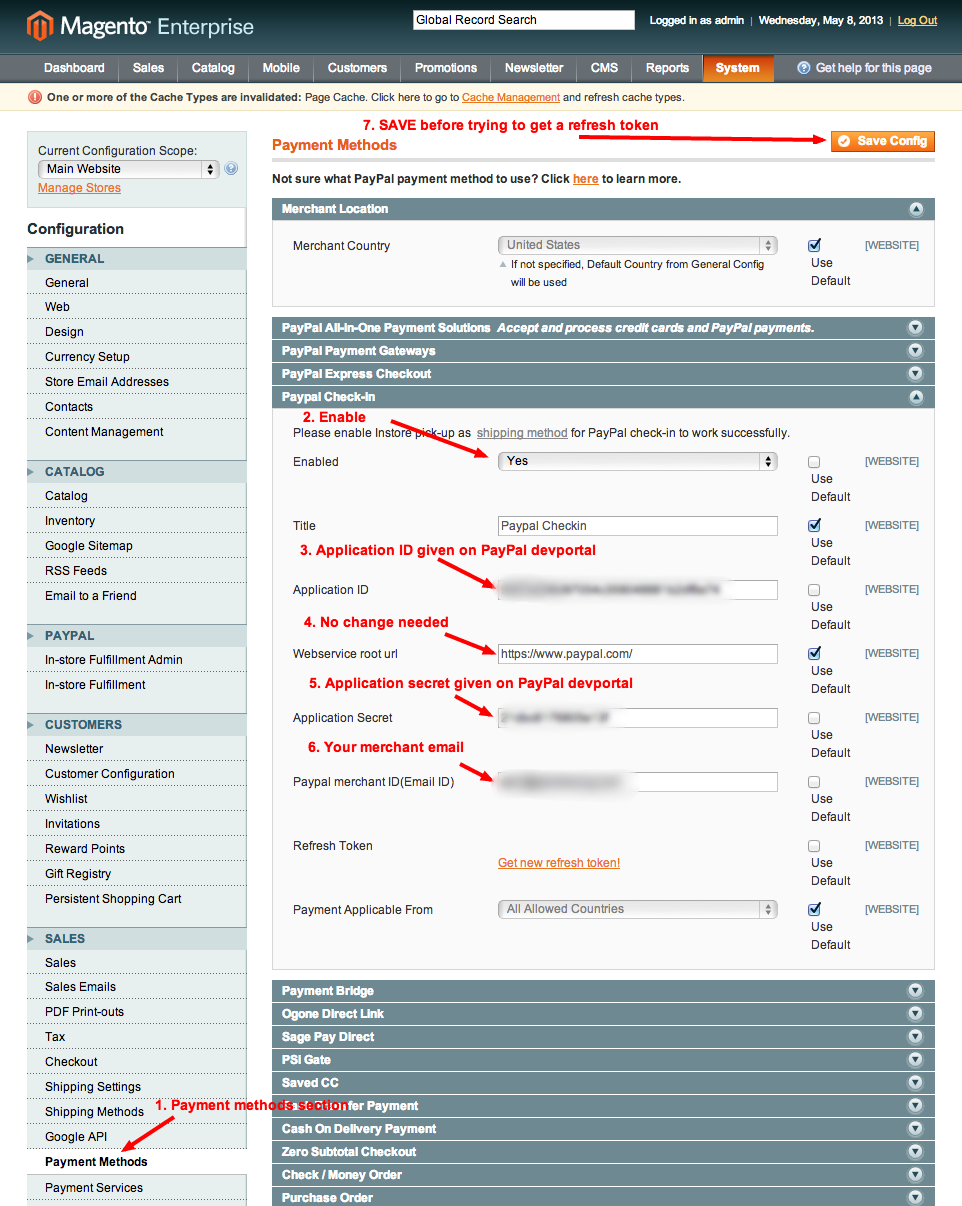 Magento™ Enterprise
Global Record Search
Logged in as admin | Wednesday, May 8, 2013 | Log Out
Dashboard
Sales
Catalog
Mobile
Customers
Promotions
Newsletter
CMS
Reports
System
Get help for this page
One or more of the Cache Types are invalidated: Page Cache. Click here to go to Cache Management and refresh cache types.
Current Configuration Scope:
Main Website
Manage Stores
Configuration
GENERAL
General
Web
Design
Currency Setup
Store Email Addresses
Contacts
Content Management
CATALOG
Catalog
Inventory
Google Sitemap
RSS Feeds
Email to a Friend
PAYPAL
In-store Fulfillment Admin
In-store Fulfillment
CUSTOMERS
Newsletter
Customer Configuration
Wishlist
Invitations
Reward Points
Gift Registry
Persistent Shopping Cart
SALES
Sales
Sales Emails
PDF Print-outs
Tax
Checkout
Shipping Settings
Shipping Methods
Google API
Payment Methods
Payment Services
1. Payment methods section
7. SAVE before trying to get a refresh token
Payment Methods
Save Config
Not sure what PayPal payment method to use? Click here to learn more.
Merchant Location
Merchant Country
United States
If not specified, Default Country from General Config
will be used
Use
Default
[WEBSITE]
PayPal All-in-One Payment Solutions Accept and process credit cards and PayPal payments.
PayPal Payment Gateways
PayPal Express Checkout
Paypal Check-in
2. Enable
Please enable Instore pick-up as shipping method for PayPal check-in to work successfully.
Enabled
Yes
Use
Default
[WEBSITE]
Title
Paypal Checkin
Use
Default
[WEBSITE]
3. Application ID given on PayPal devportal
Application ID
Use
Default
[WEBSITE]
4. No change needed
Webservice root url
https://www.paypal.com/
Use
Default
[WEBSITE]
5. Application secret given on PayPal devportal
Application Secret
Use
Default
[WEBSITE]
6. Your merchant email
Paypal merchant ID(Email ID)
Use
Default
[WEBSITE]
Refresh Token
Get new refresh token!
Use
Default
[WEBSITE]
Payment Applicable From
All Allowed Countries
Use
Default
[WEBSITE]
Payment Bridge
Ogone Direct Link
Sage Pay Direct
PSI Gate
Saved CC
Payment
Cash On Delivery Payment
Zero Subtotal Checkout
Check / Money Order
Purchase Order